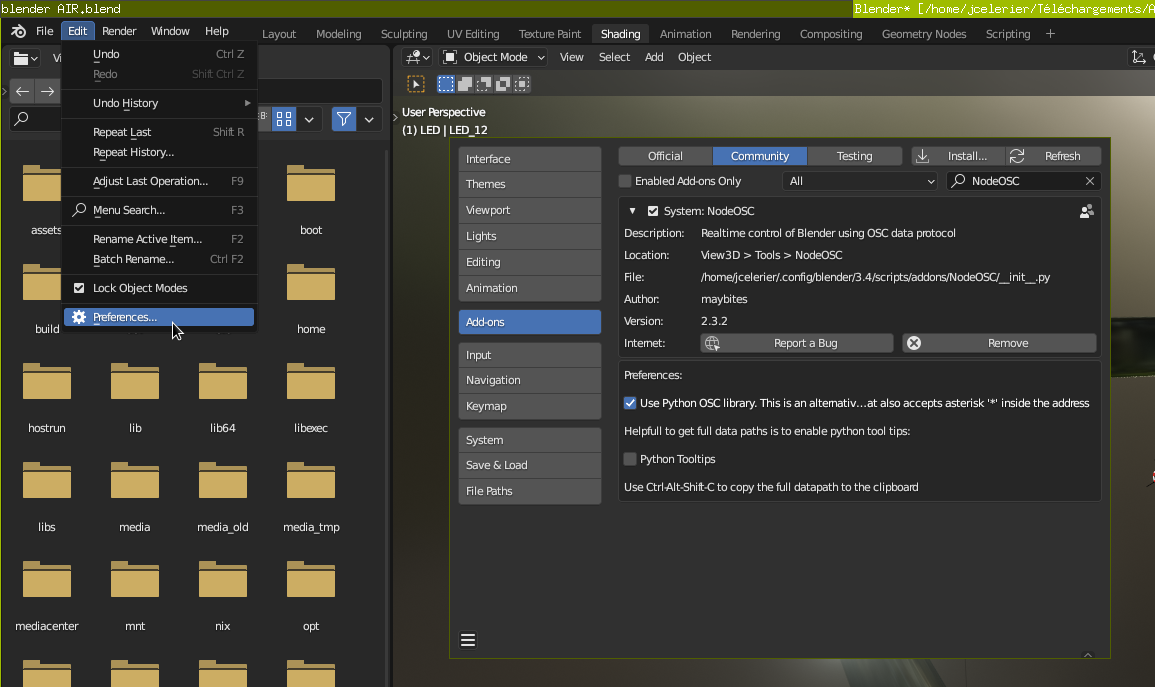 blender AIR.blend
Blender* [/home/jcelerier/Téléchargements/A
File Edit Render Window Help
Layout Modeling Sculpting UV Editing Texture Paint Shading Animation Rendering Compositing Geometry Nodes Scripting +
Undo Ctrl Z
Redo Shift Ctrl Z
Undo History
Repeat Last Shift R
Repeat History...
Adjust Last Operation... F9
Menu Search... F3
Rename Active Item... F2
Batch Rename... Ctrl F2
Lock Object Modes
Preferences...
assets boot
build home
hostrun lib lib64 libexec
libs media media_old media_tmp
mediacenter mnt nix opt
Object Mode View Select Add Object
User Perspective
(1) LED | LED_12
Interface
Themes
Viewport
Lights
Editing
Animation
Add-ons
Input
Navigation
Keymap
System
Save & Load
File Paths
Official Community Testing Install... Refresh
Enabled Add-ons Only All NodeOSC
System: NodeOSC
Description: Realtime control of Blender using OSC data protocol
Location: View3D > Tools > NodeOSC
File: /home/jcelerier/.config/blender/3.4/scripts/addons/NodeOSC/__init__.py
Author: maybites
Version: 2.3.2
Internet: Report a Bug Remove
Preferences:
Use Python OSC library. This is an alternativ...at also accepts asterisk '*' inside the address
Helpfull to get full data paths is to enable python tool tips:
Python Tooltips
Use Ctrl-Alt-Shift-C to copy the full datapath to the clipboard